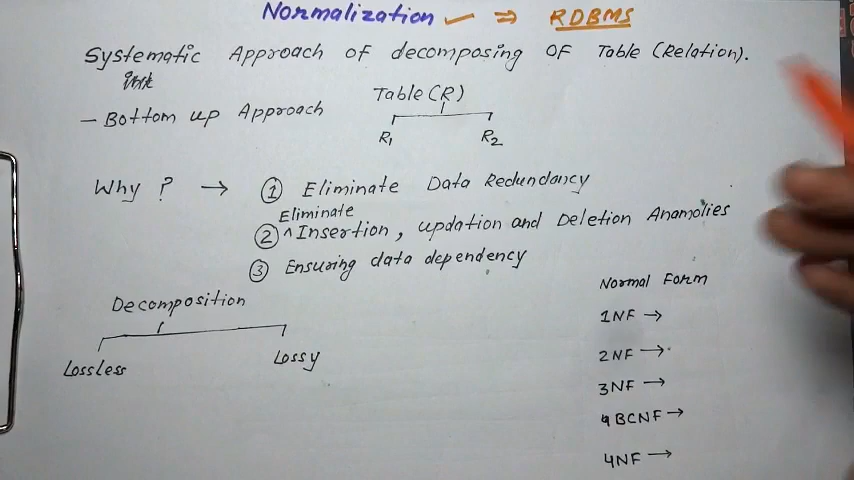 Normalization ✓ ⇒ RDBMS
Systematic Approach of decomposing OF Table (Relation).
- Bottom up Approach
Table (R)
R1 R2
Why ? → ① Eliminate Data Redundancy
Eliminate
② ^ Insertion, updation and Deletion Anamolies
③ Ensuring data dependency
Decomposition
Lossless Lossy
Normal Form
1NF →
2NF →
3NF →
BCNF →
4NF →